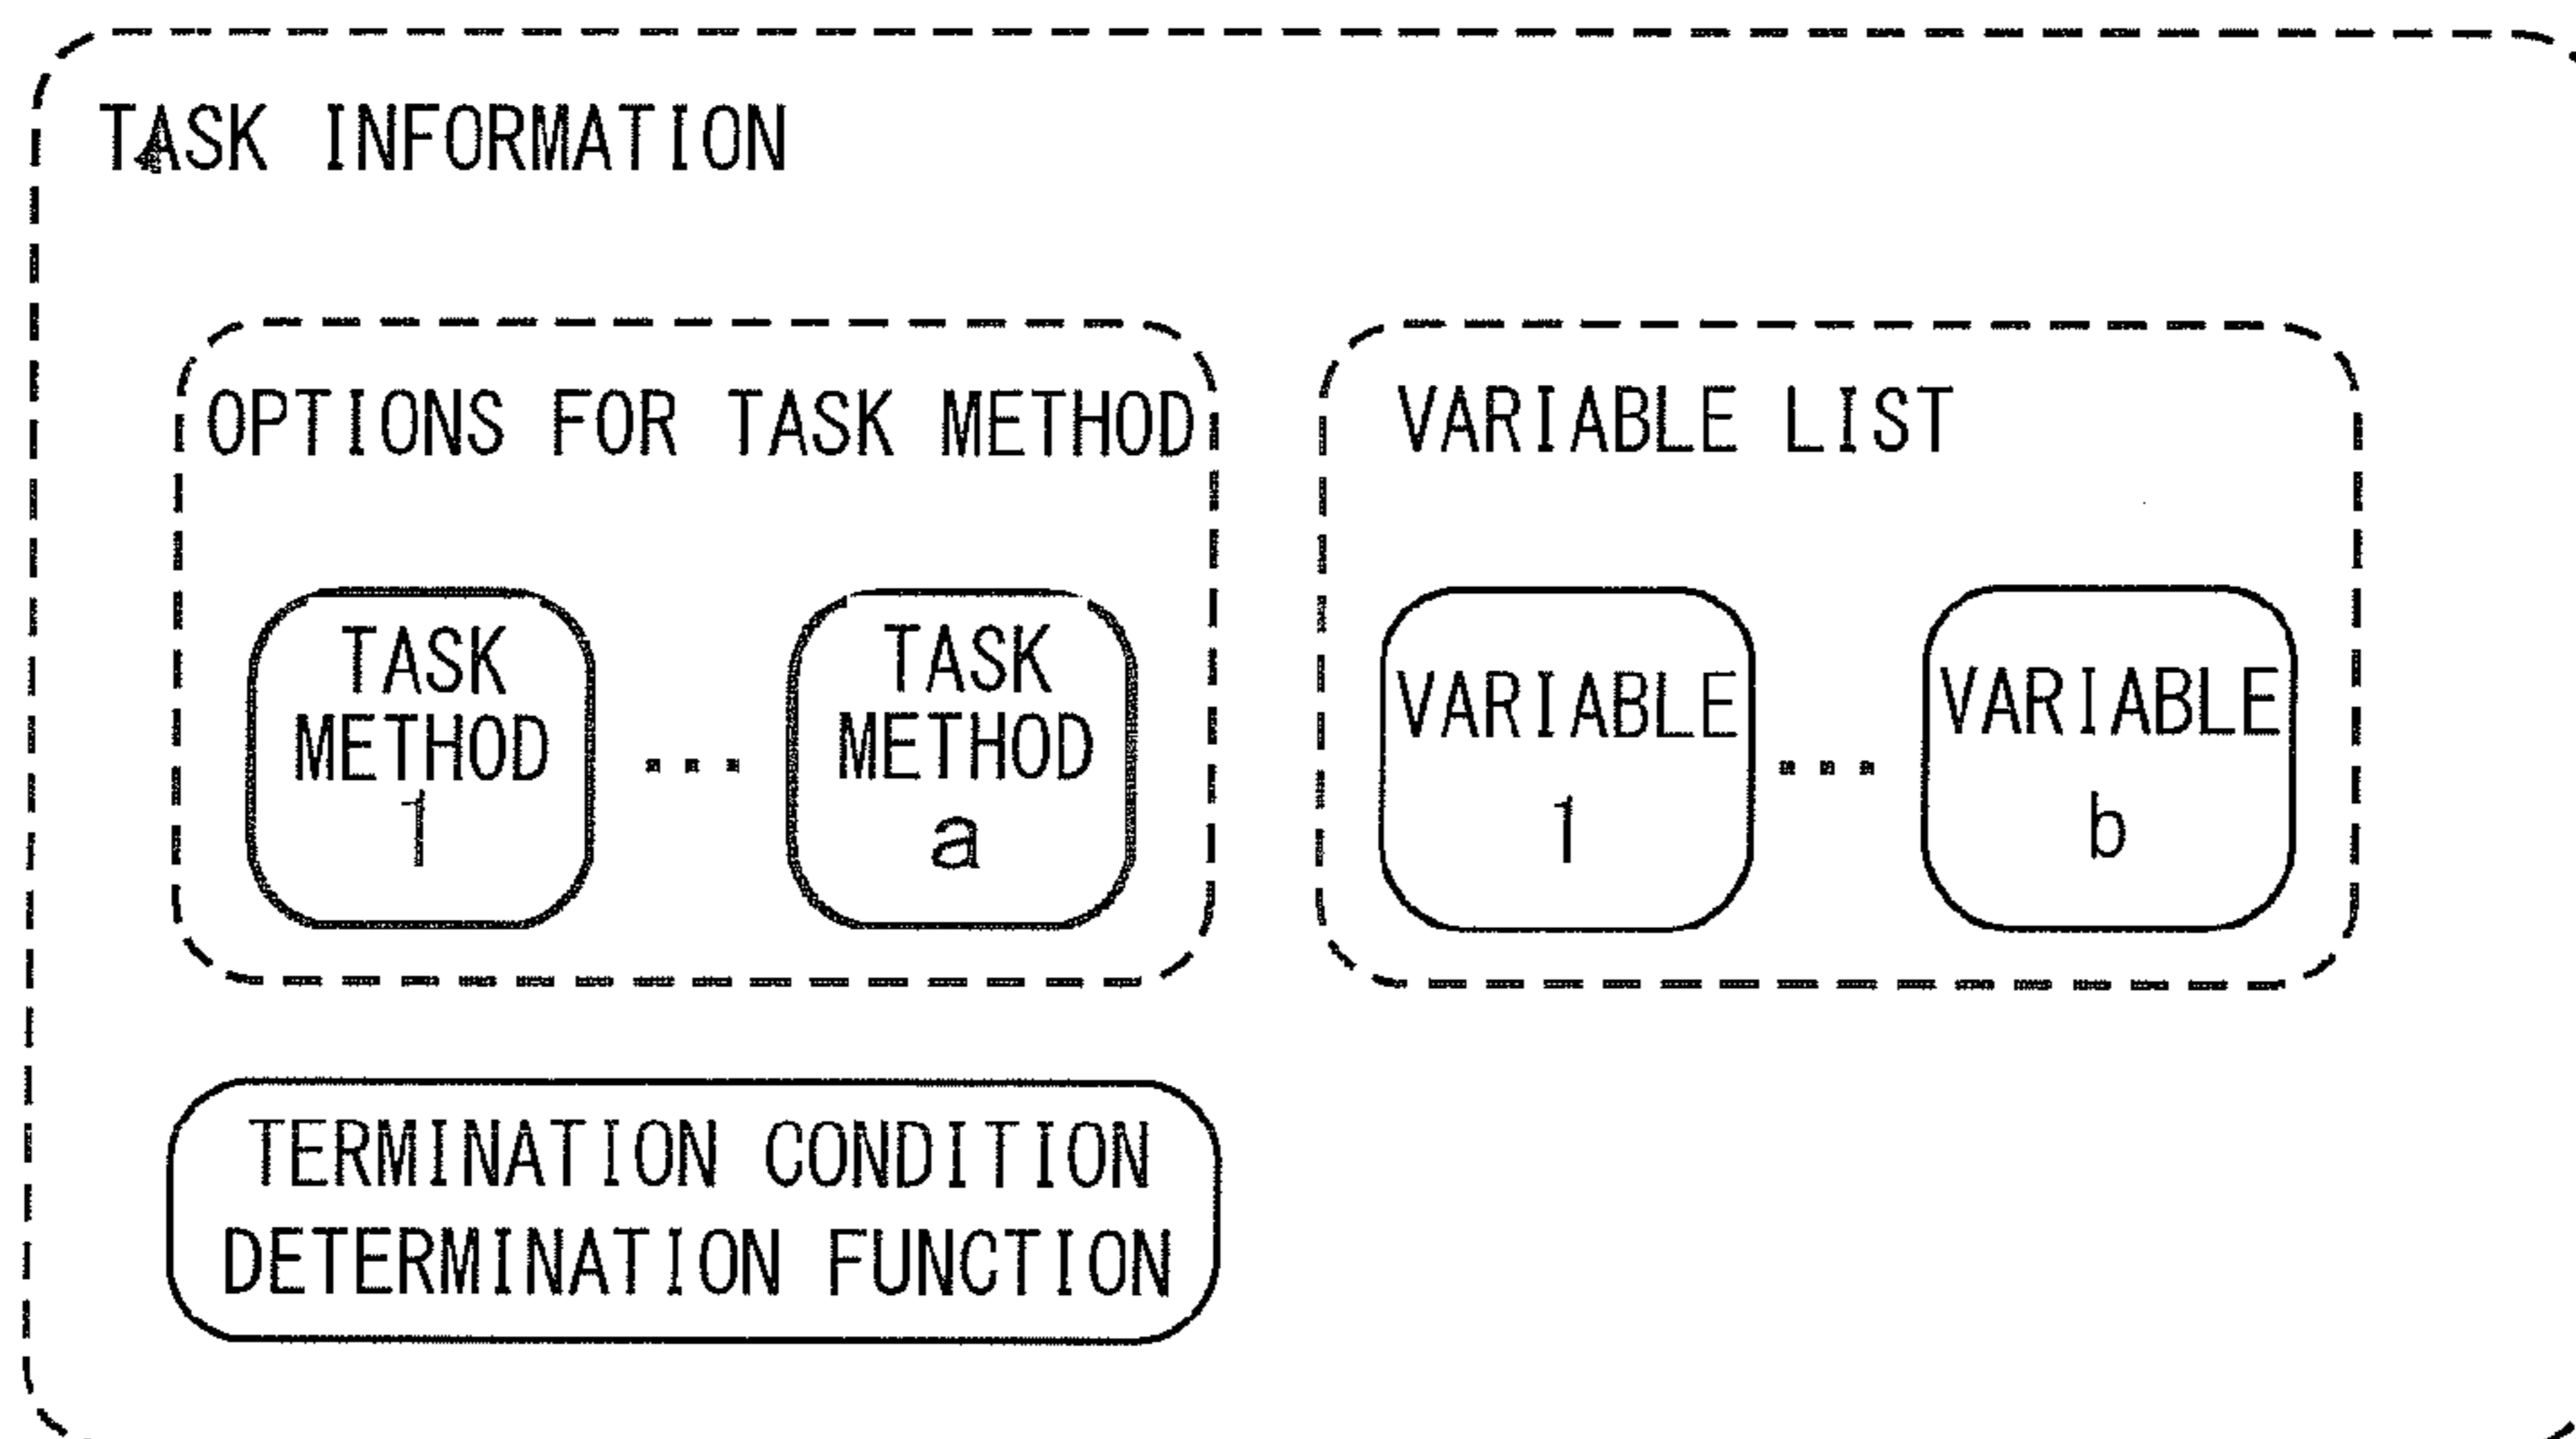 TASK INFORMATION
OPTIONS FOR TASK METHOD
TASK
METHOD
1
...
TASK
METHOD
a
VARIABLE LIST
VARIABLE
1
...
VARIABLE
b
TERMINATION CONDITION
DETERMINATION FUNCTION